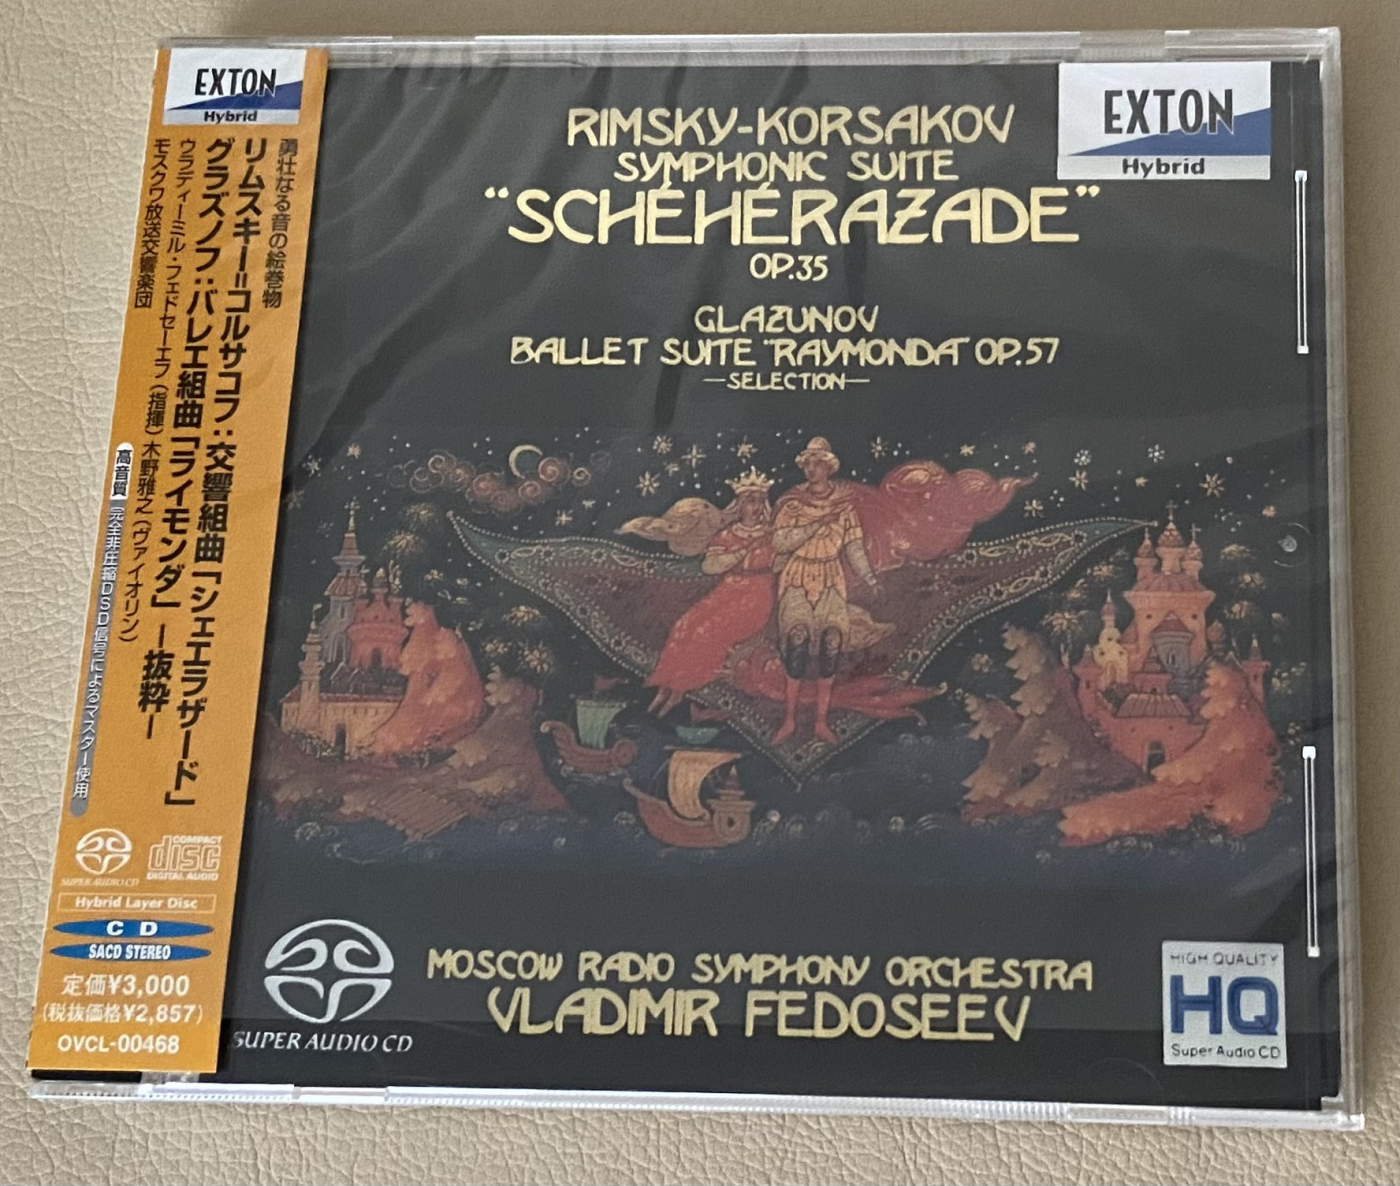 EXTON
Hybrid
勇壮なる音の絵巻物
リムスキー=コルサコフ:交響組曲「シェエラザード」
グラズノフ:バレエ組曲「ライモンダ」ー抜粋ー
ウラディーミル・フェドセーエフ(指揮) 木野雅之(ヴァイオリン)
モスクワ放送交響楽団
高音質 完全非圧縮DSD信号によるマスター使用
SUPER AUDIO CD
COMPACT
disc
DIGITAL AUDIO
Hybrid Layer Disc
CD
SACD STEREO
定価¥3,000
(税抜価格¥2,857)
OVCL-00468
RIMSKY-KORSAKOV
SYMPHONIC SUITE
“SCHÉHÉRAZADE”
OP.35
GLAZUNOV
BALLET SUITE "RAYMONDA" OP.57
—SELECTION—
EXTON
Hybrid
SUPER AUDIO CD
MOSCOW RADIO SYMPHONY ORCHESTRA
VLADIMIR FEDOSEEV
HIGH QUALITY
HQ
Super Audio CD